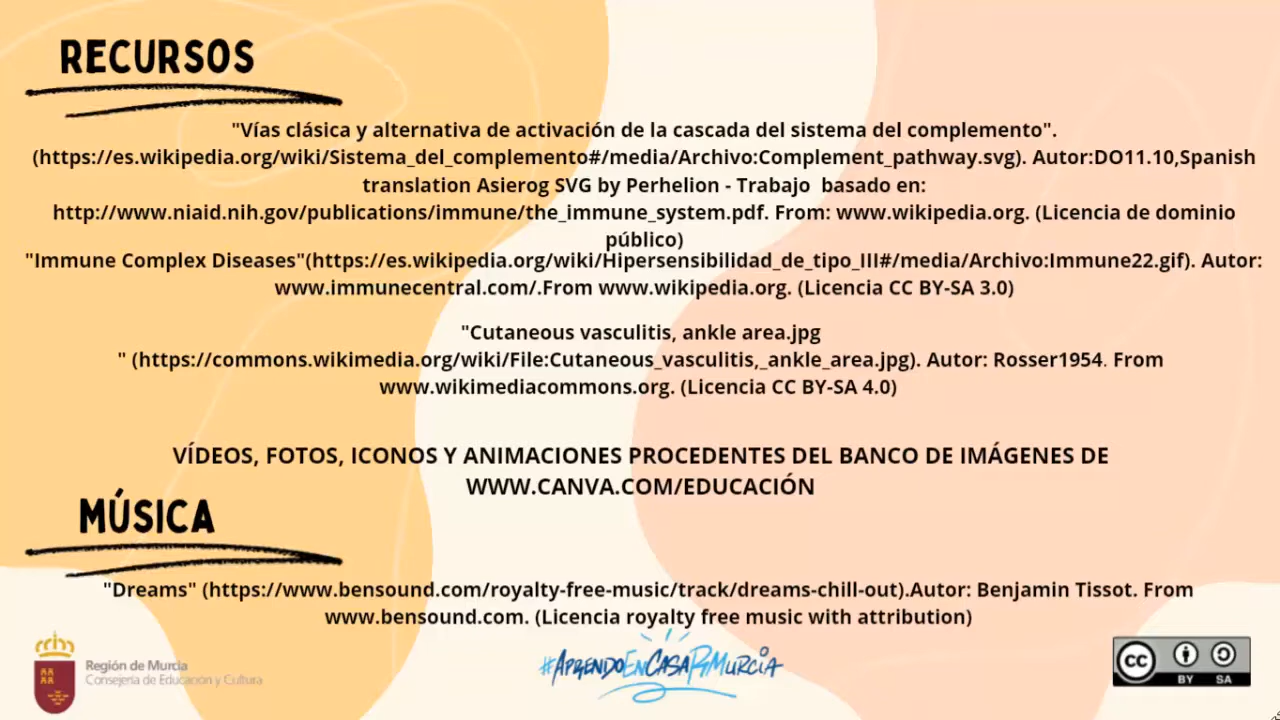 RECURSOS
"Vías clásica y alternativa de activación de la cascada del sistema del complemento".
(https://es.wikipedia.org/wiki/Sistema_del_complemento#/media/Archivo:Complement_pathway.svg). Autor:DO11.10,Spanish
translation Asierog SVG by Perhelion - Trabajo  basado en:
http://www.niaid.nih.gov/publications/immune/the_immune_system.pdf. From: www.wikipedia.org. (Licencia de dominio
público)
"Immune Complex Diseases"(https://es.wikipedia.org/wiki/Hipersensibilidad_de_tipo_III#/media/Archivo:Immune22.gif). Autor:
www.immunecentral.com/.From www.wikipedia.org. (Licencia CC BY-SA 3.0)
"Cutaneous vasculitis, ankle area.jpg
" (https://commons.wikimedia.org/wiki/File:Cutaneous_vasculitis,_ankle_area.jpg). Autor: Rosser1954. From
www.wikimediacommons.org. (Licencia CC BY-SA 4.0)
VÍDEOS, FOTOS, ICONOS Y ANIMACIONES PROCEDENTES DEL BANCO DE IMÁGENES DE
WWW.CANVA.COM/EDUCACIÓN
MÚSICA
"Dreams" (https://www.bensound.com/royalty-free-music/track/dreams-chill-out).Autor: Benjamin Tissot. From
www.bensound.com. (Licencia royalty free music with attribution)
Región de Murcia
Consejería de Educación y Cultura
#APRENDOENCASARMURCIA
CC
BY SA